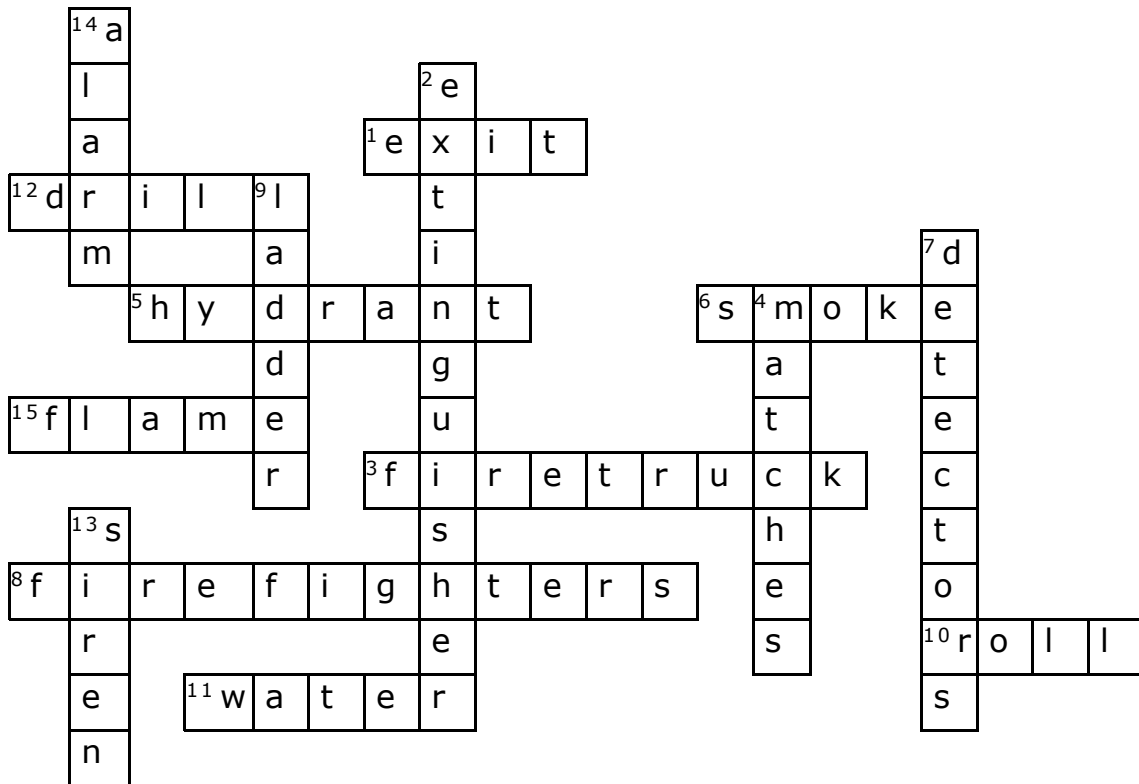 14 a
l 2 e
a 1 e x i t
12 d r i l 9 l t
m a i 7 d
5 h y d r a n t 6 s 4 m o k e
d g a t
15 f l a m e u t e
r 3 f i r e t r u c k c
13 s s h t
8 f i r e f i g h t e r s e o
r e s 10 r o l l
e 11 w a t e r s
n